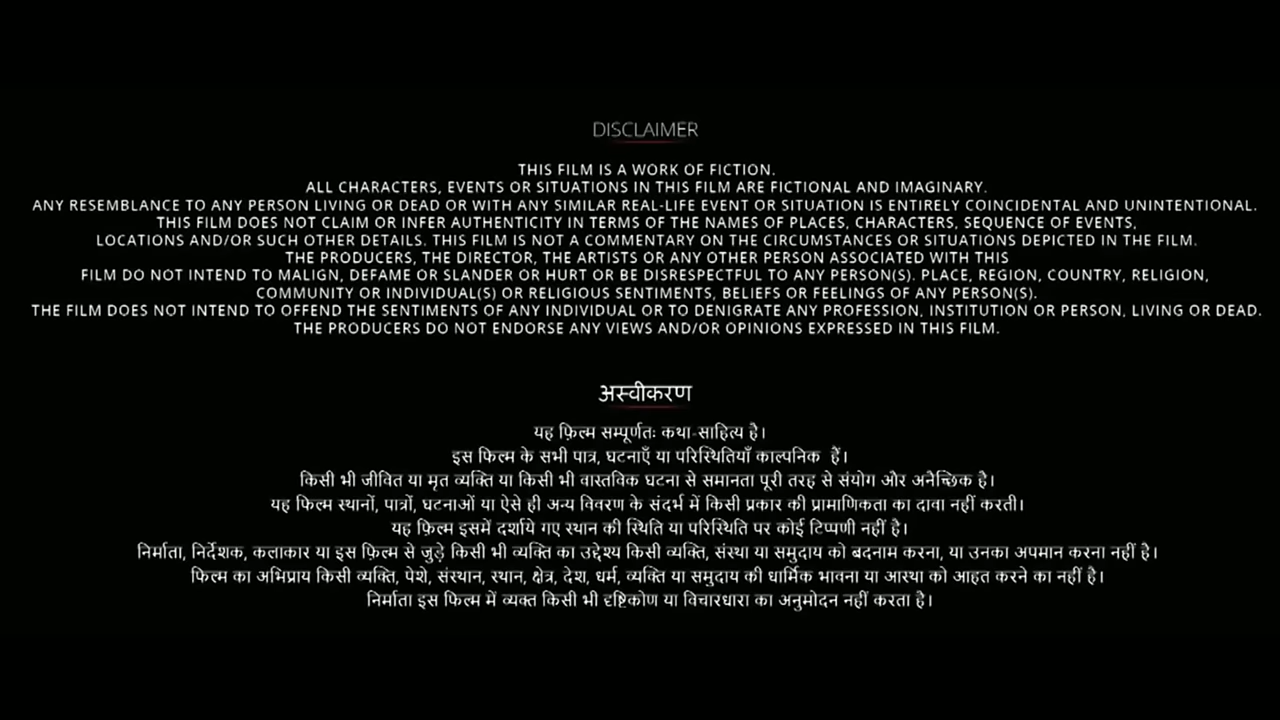 DISCLAIMER
THIS FILM IS A WORK OF FICTION.
ALL CHARACTERS, EVENTS OR SITUATIONS IN THIS FILM ARE FICTIONAL AND IMAGINARY.
ANY RESEMBLANCE TO ANY PERSON LIVING OR DEAD OR WITH ANY SIMILAR REAL-LIFE EVENT OR SITUATION IS ENTIRELY COINCIDENTAL AND UNINTENTIONAL.
THIS FILM DOES NOT CLAIM OR INFER AUTHENTICITY IN TERMS OF THE NAMES OF PLACES, CHARACTERS, SEQUENCE OF EVENTS,
LOCATIONS AND/OR SUCH OTHER DETAILS. THIS FILM IS NOT A COMMENTARY ON THE CIRCUMSTANCES OR SITUATIONS DEPICTED IN THE FILM.
THE PRODUCERS, THE DIRECTOR, THE ARTISTS OR ANY OTHER PERSON ASSOCIATED WITH THIS
FILM DO NOT INTEND TO MALIGN, DEFAME OR SLANDER OR HURT OR BE DISRESPECTFUL TO ANY PERSON(S). PLACE, REGION, COUNTRY, RELIGION,
COMMUNITY OR INDIVIDUAL(S) OR RELIGIOUS SENTIMENTS, BELIEFS OR FEELINGS OF ANY PERSON(S).
THE FILM DOES NOT INTEND TO OFFEND THE SENTIMENTS OF ANY INDIVIDUAL OR TO DENIGRATE ANY PROFESSION, INSTITUTION OR PERSON, LIVING OR DEAD.
THE PRODUCERS DO NOT ENDORSE ANY VIEWS AND/OR OPINIONS EXPRESSED IN THIS FILM.
अस्वीकरण
यह फ़िल्म सम्पूर्णतः कथा-साहित्य है।
इस फिल्म के सभी पात्र, घटनाएँ या परिस्थितियाँ काल्पनिक हैं।
किसी भी जीवित या मृत व्यक्ति या किसी भी वास्तविक घटना से समानता पूरी तरह से संयोग और अनैच्छिक है।
यह फिल्म स्थानों, पात्रों, घटनाओं या ऐसे ही अन्य विवरण के संदर्भ में किसी प्रकार की प्रामाणिकता का दावा नहीं करती।
यह फ़िल्म इसमें दर्शाये गए स्थान की स्थिति या परिस्थिति पर कोई टिप्पणी नहीं है।
निर्माता, निर्देशक, कलाकार या इस फ़िल्म से जुड़े किसी भी व्यक्ति का उद्देश्य किसी व्यक्ति, संस्था या समुदाय को बदनाम करना, या उनका अपमान करना नहीं है।
फिल्म का अभिप्राय किसी व्यक्ति, पेशे, संस्थान, स्थान, क्षेत्र, देश, धर्म, व्यक्ति या समुदाय की धार्मिक भावना या आस्था को आहत करने का नहीं है।
निर्माता इस फिल्म में व्यक्त किसी भी दृष्टिकोण या विचारधारा का अनुमोदन नहीं करता है।